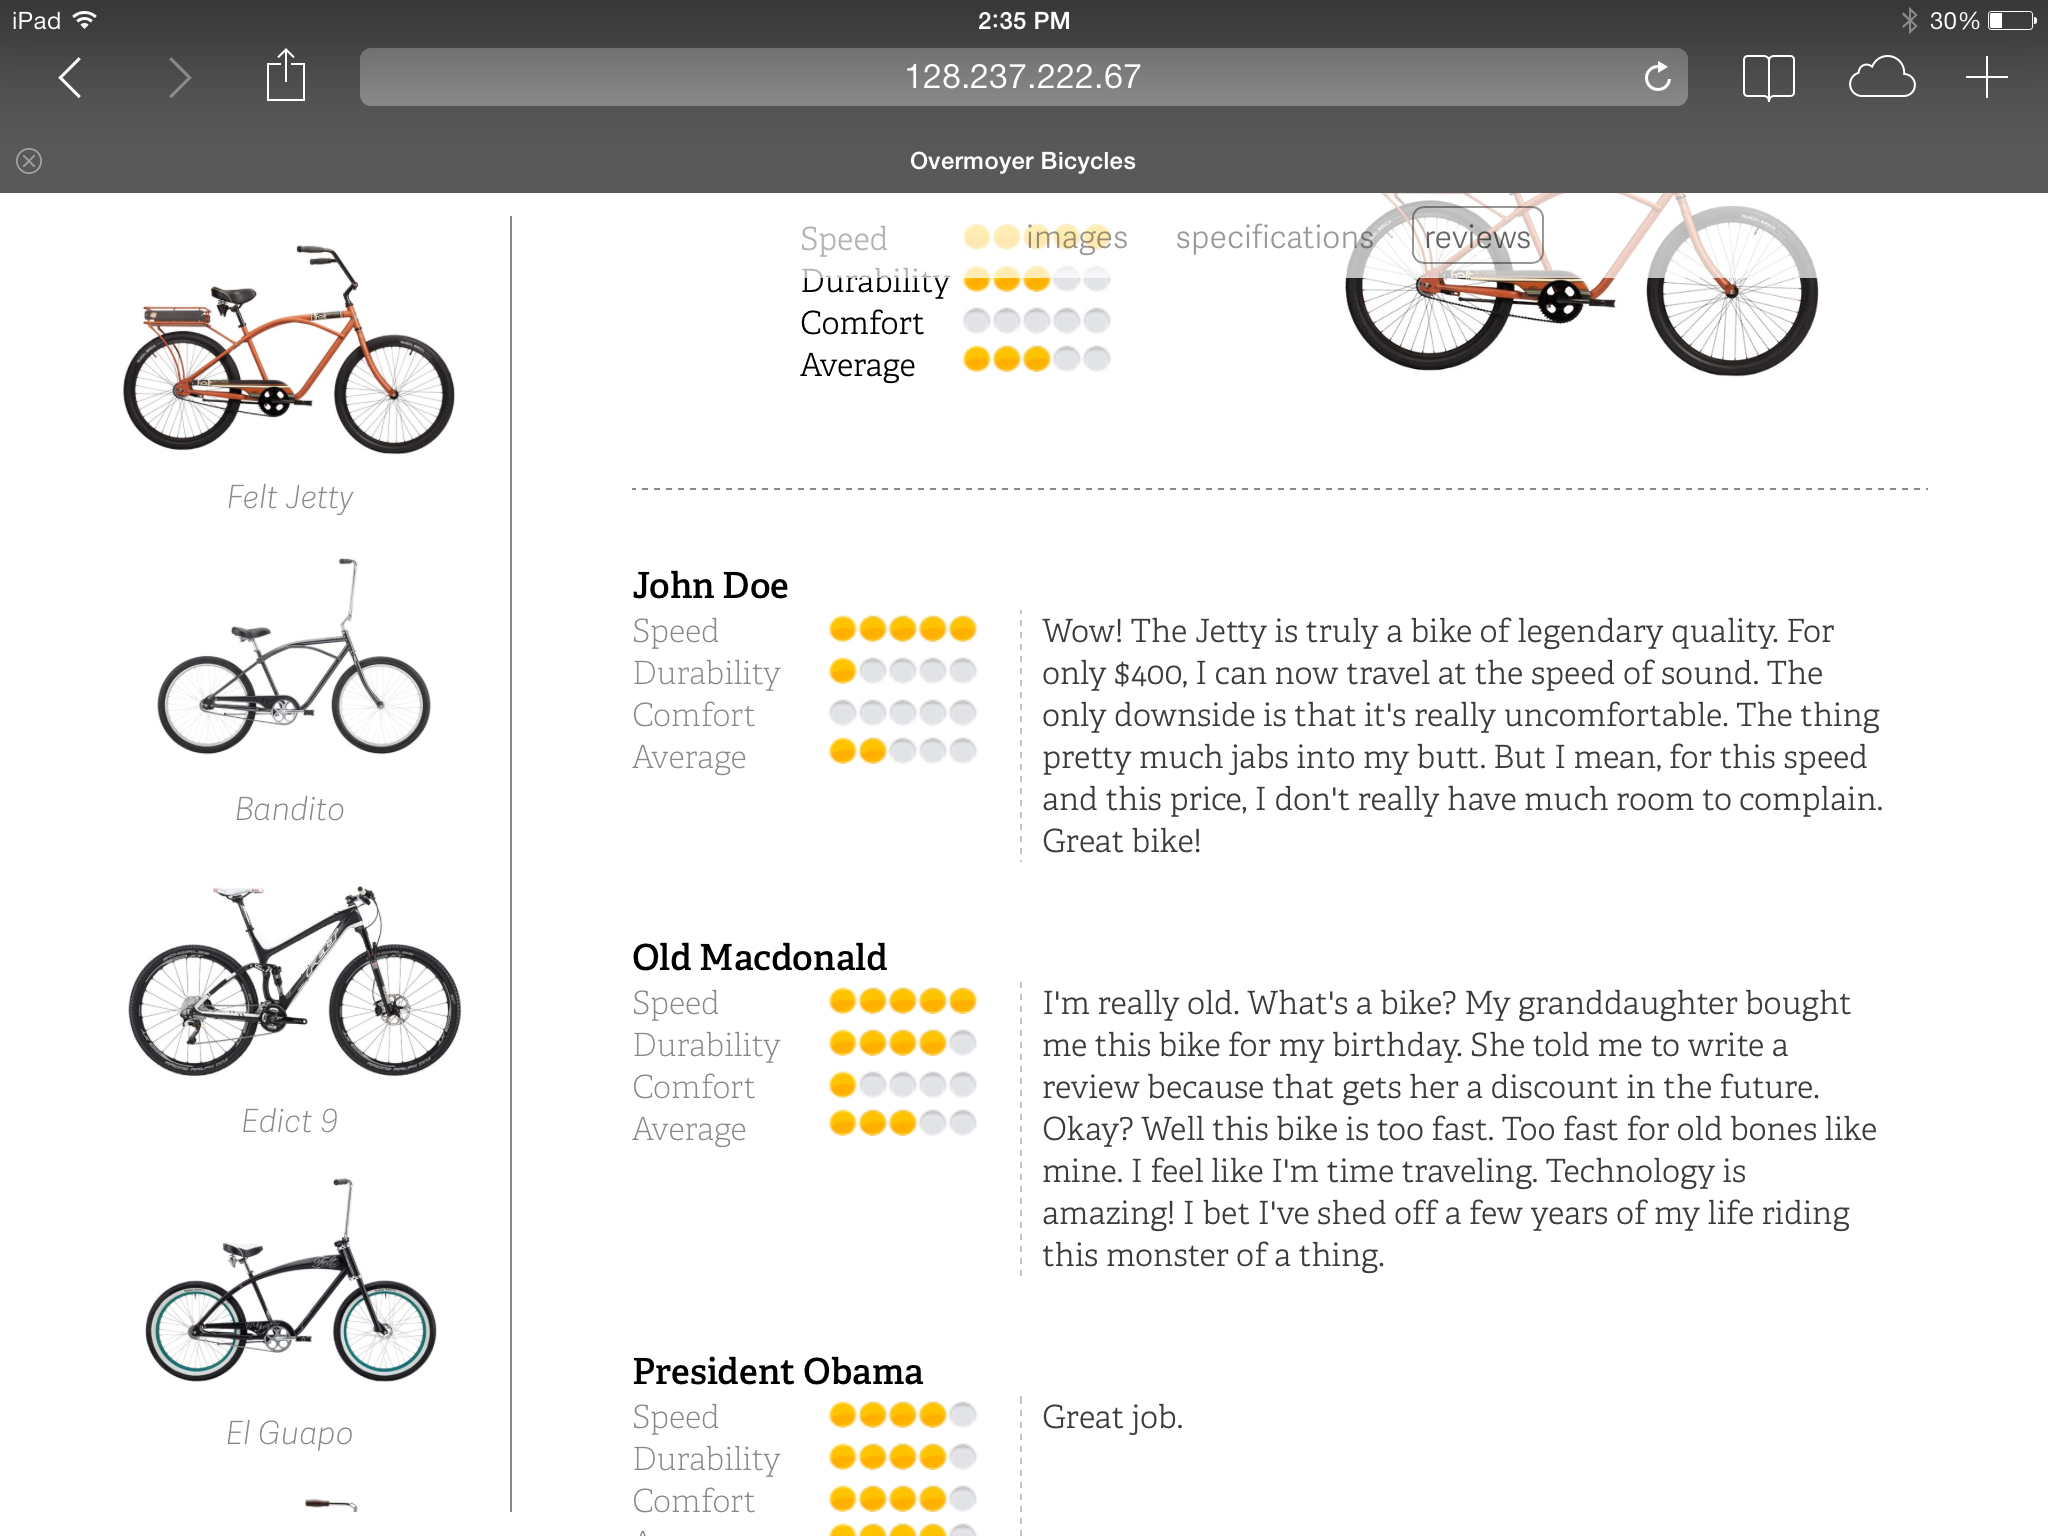 iPad
2:35 PM
30%
128.237.222.67
Overmoyer Bicycles
images specifications reviews
Speed
Durability
Comfort
Average
Felt Jetty
Bandito
Edict 9
El Guapo
John Doe
Speed
Durability
Comfort
Average
Wow! The Jetty is truly a bike of legendary quality. For
only $400, I can now travel at the speed of sound. The
only downside is that it's really uncomfortable. The thing
pretty much jabs into my butt. But I mean, for this speed
and this price, I don't really have much room to complain.
Great bike!
Old Macdonald
Speed
Durability
Comfort
Average
I'm really old. What's a bike? My granddaughter bought
me this bike for my birthday. She told me to write a
review because that gets her a discount in the future.
Okay? Well this bike is too fast. Too fast for old bones like
mine. I feel like I'm time traveling. Technology is
amazing! I bet I've shed off a few years of my life riding
this monster of a thing.
President Obama
Speed
Durability
Comfort
Great job.